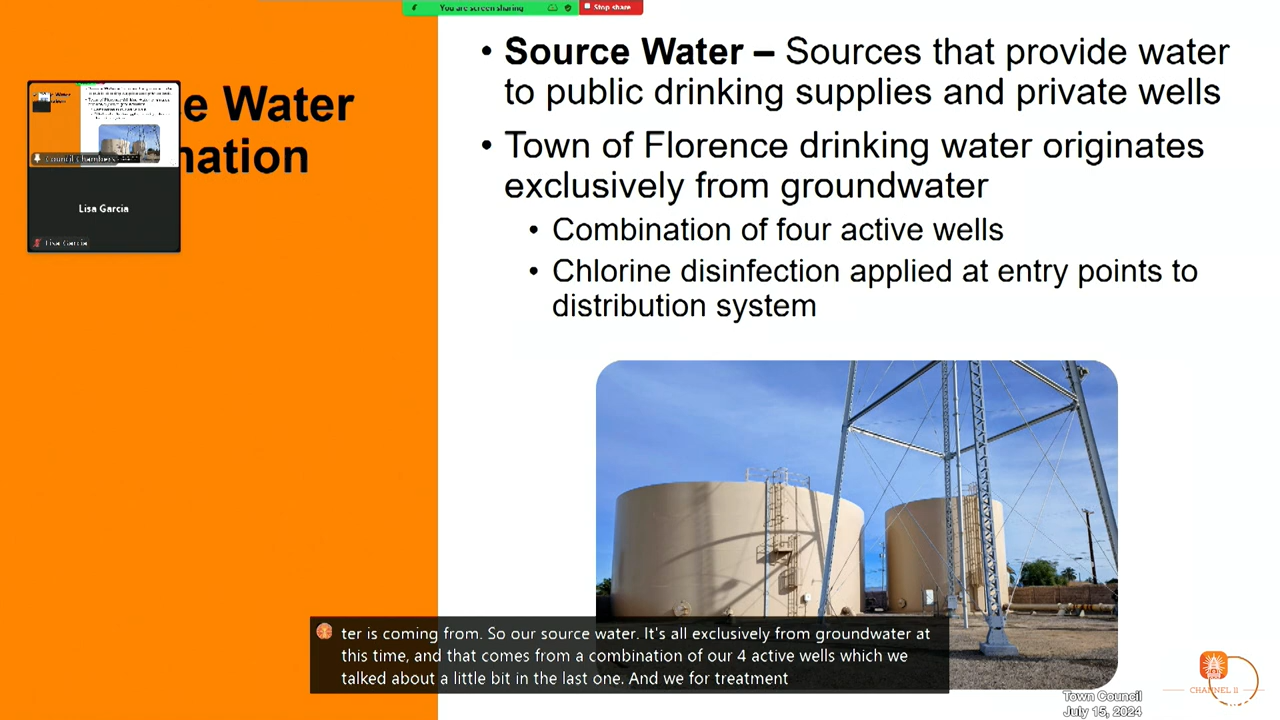 You are screen sharing
Stop share
e Water
nation
Council Chambers
Lisa Garcia
Lisa Garcia
• Source Water – Sources that provide water
to public drinking supplies and private wells
• Town of Florence drinking water originates
exclusively from groundwater
• Combination of four active wells
• Chlorine disinfection applied at entry points to
distribution system
ter is coming from. So our source water. It's all exclusively from groundwater at
this time, and that comes from a combination of our 4 active wells which we
talked about a little bit in the last one. And we for treatment
Town Council
July 15, 2024
CHANNEL 11